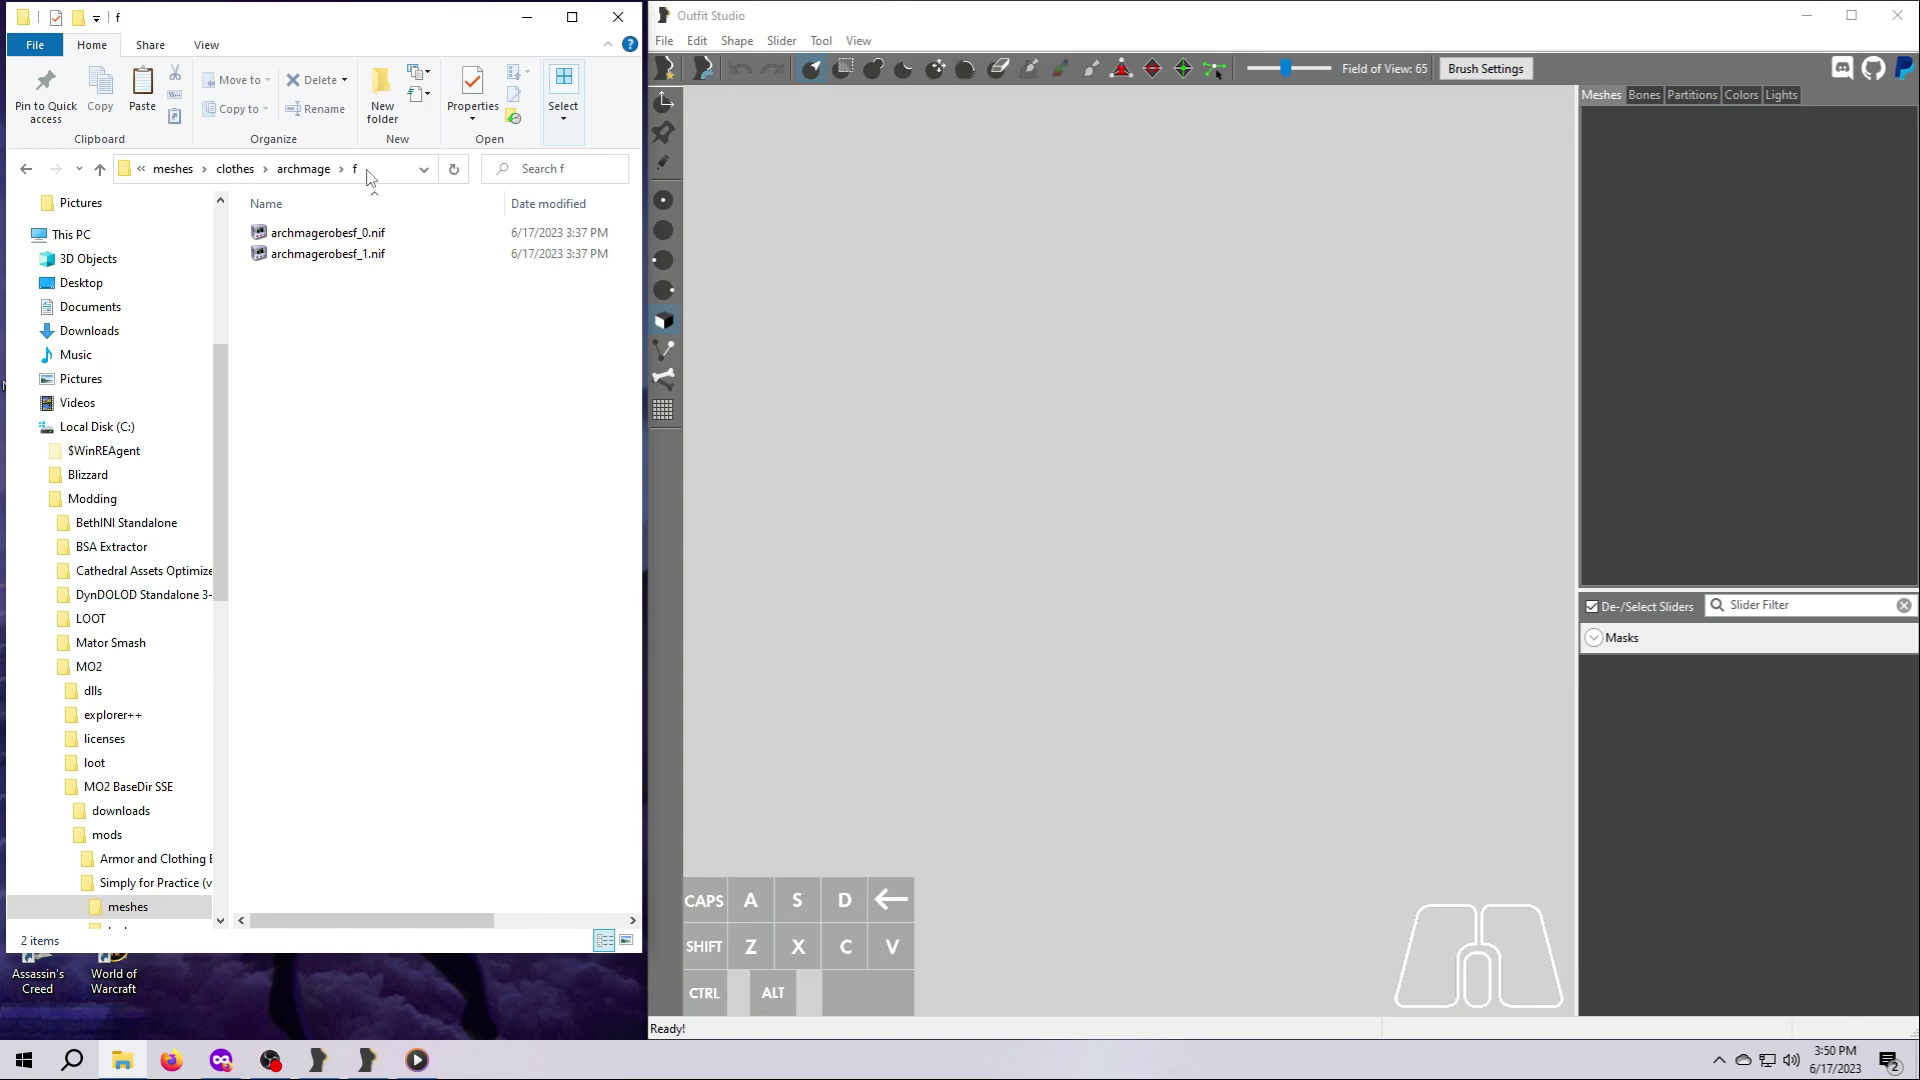 f
File
Home
Share
View
Pin to Quick access
Copy
Paste
Clipboard
Move to
Copy to
Delete
Rename
Organize
New folder
New
Properties
Open
Select
« meshes > clothes > archmage > f
Search f
Pictures
This PC
3D Objects
Desktop
Documents
Downloads
Music
Pictures
Videos
Local Disk (C:)
$WinREAgent
Blizzard
Modding
BethINI Standalone
BSA Extractor
Cathedral Assets Optimize
DynDOLOD Standalone 3-
LOOT
Mator Smash
MO2
dlls
explorer++
licenses
loot
MO2 BaseDir SSE
downloads
mods
Armor and Clothing E
Simply for Practice (v
meshes
Name Date modified
archmagerobesf_0.nif 6/17/2023 3:37 PM
archmagerobesf_1.nif 6/17/2023 3:37 PM
2 items
Assassin's Creed
World of Warcraft
Outfit Studio
File Edit Shape Slider Tool View
Field of View: 65
Brush Settings
Meshes Bones Partitions Colors Lights
De-/Select Sliders
Slider Filter
Masks
CAPS A S D
SHIFT Z X C V
CTRL ALT
Ready!
3:50 PM
6/17/2023
2